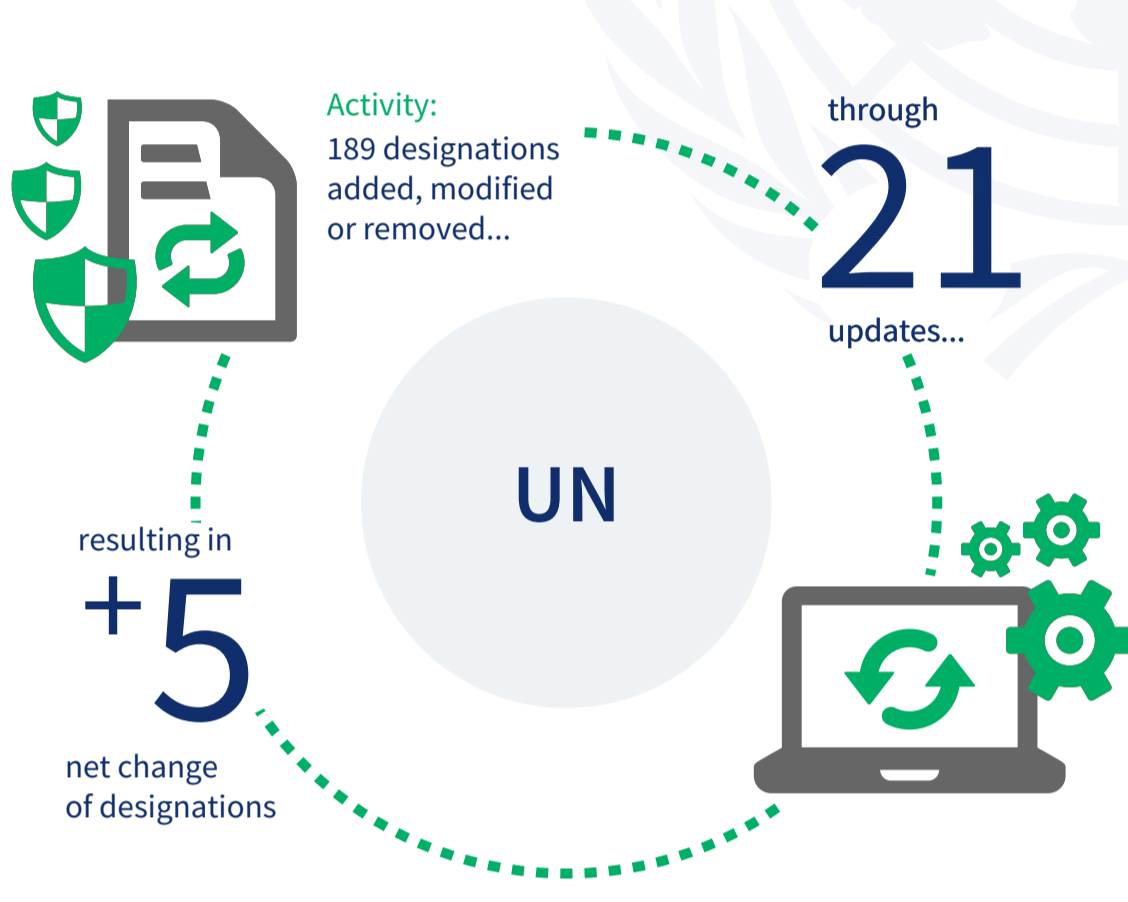 Activity:
189 designations
added, modified
or removed...
through
21
updates...
UN
resulting in
+5
net change
of designations